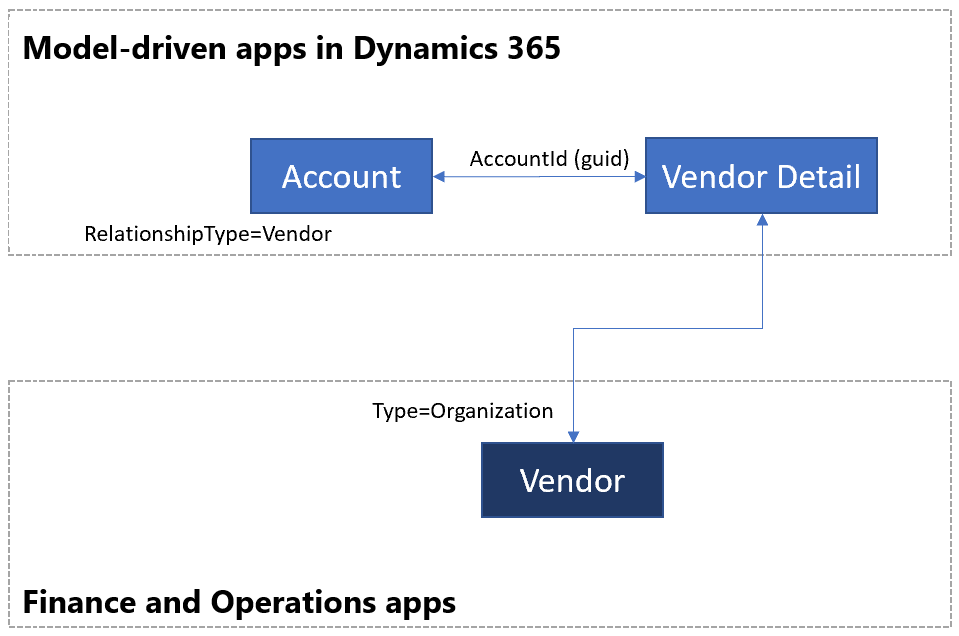 Model-driven apps in Dynamics 365
AccountId (guid)
Account
Vendor Detail
RelationshipType=Vendor
Type=Organization
Vendor
Finance and Operations apps